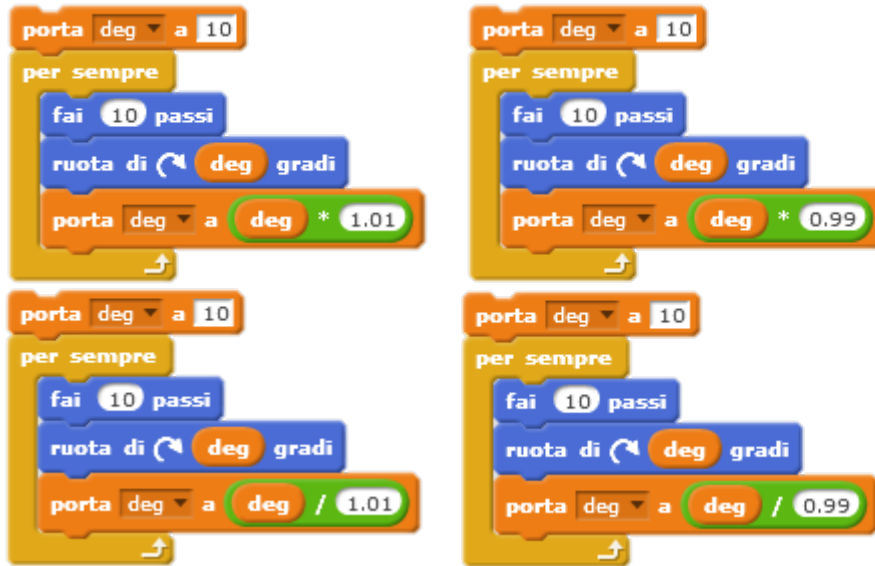 porta deg a 10
per sempre
fai 10 passi
ruota di deg gradi
porta deg a deg * 1.01
porta deg a 10
per sempre
fai 10 passi
ruota di deg gradi
porta deg a deg * 0.99
porta deg a 10
per sempre
fai 10 passi
ruota di deg gradi
porta deg a deg / 1.01
porta deg a 10
per sempre
fai 10 passi
ruota di deg gradi
porta deg a deg / 0.99